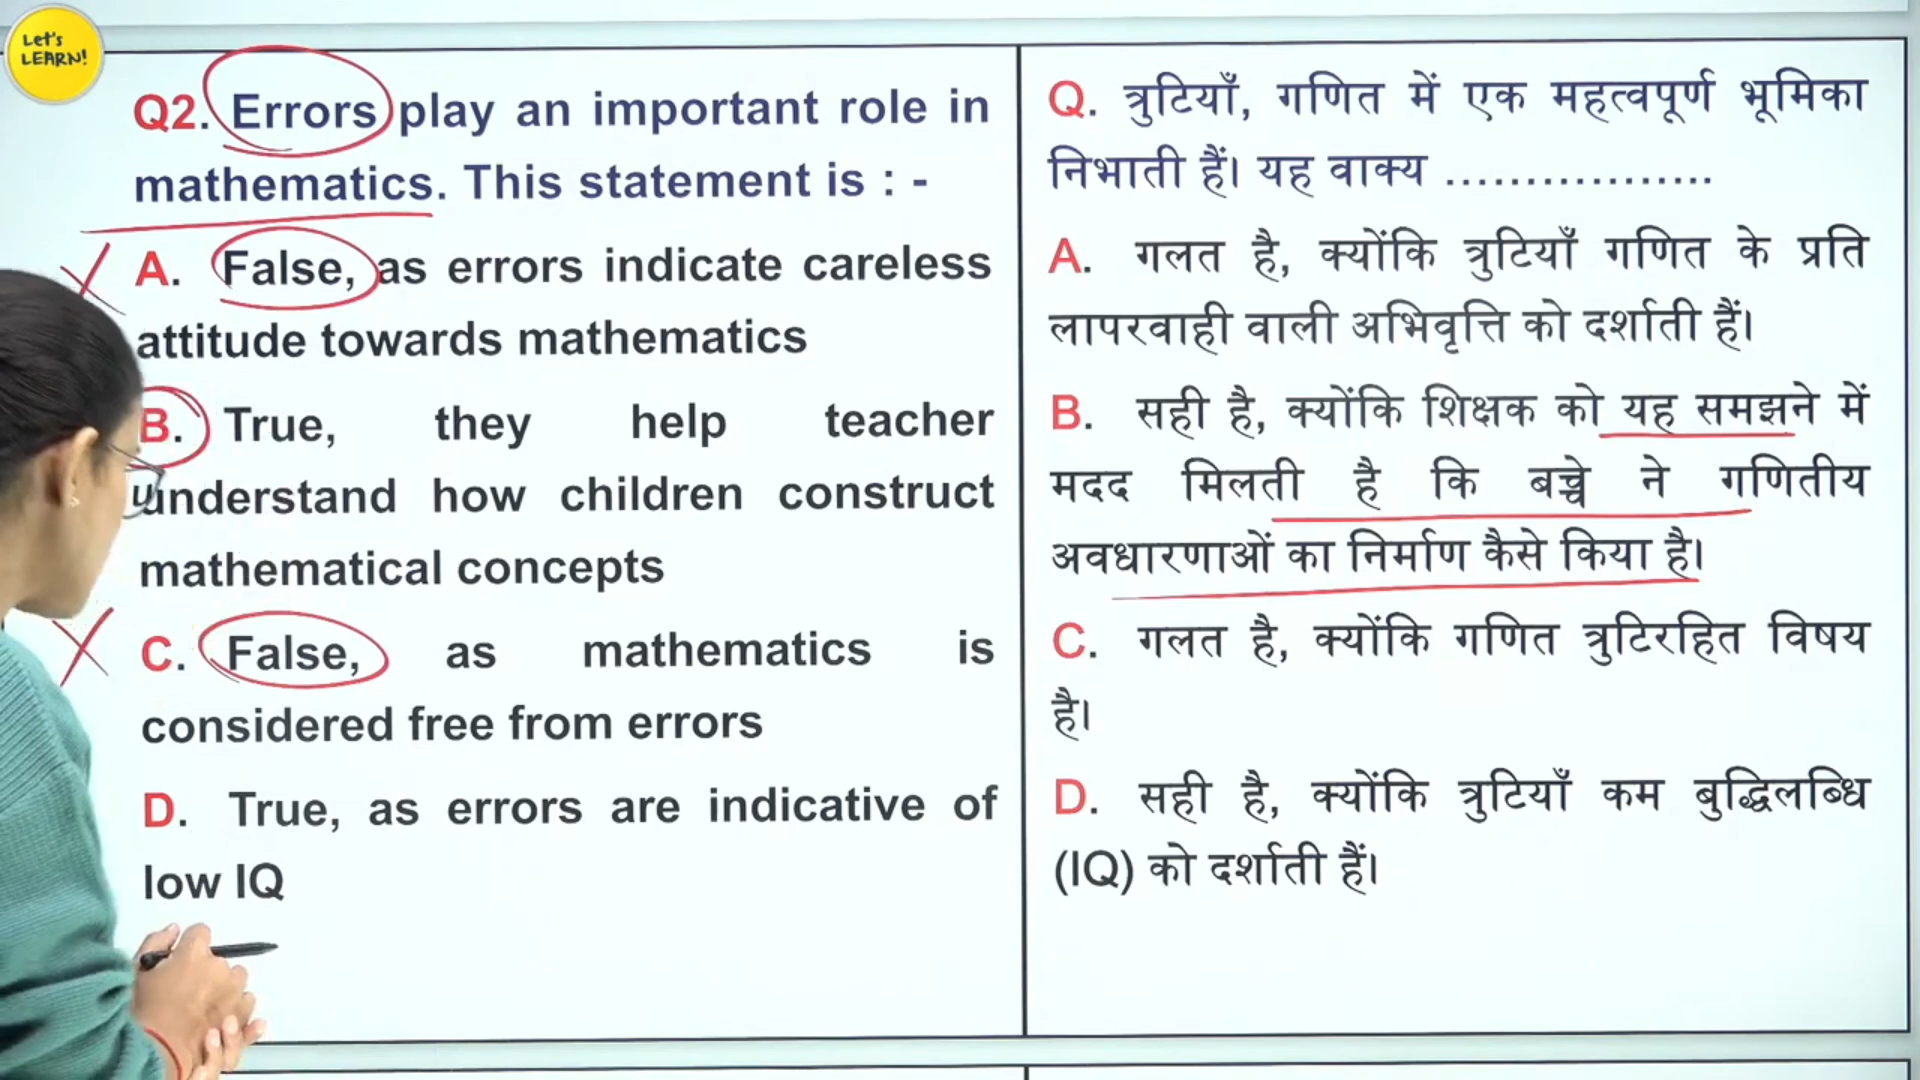 Let's
LEARN!
Q2. Errors play an important role in
mathematics. This statement is : -
A. False, as errors indicate careless
attitude towards mathematics
B. True, they help teacher
understand how children construct
mathematical concepts
C. False, as mathematics is
considered free from errors
D. True, as errors are indicative of
low IQ
Q. त्रुटियाँ, गणित में एक महत्वपूर्ण भूमिका
निभाती हैं। यह वाक्य .................
A. गलत है, क्योंकि त्रुटियाँ गणित के प्रति
लापरवाही वाली अभिवृत्ति को दर्शाती हैं।
B. सही है, क्योंकि शिक्षक को यह समझने में
मदद मिलती है कि बच्चे ने गणितीय
अवधारणाओं का निर्माण कैसे किया है।
C. गलत है, क्योंकि गणित त्रुटिरहित विषय
है।
D. सही है, क्योंकि त्रुटियाँ कम बुद्धिलब्धि
(IQ) को दर्शाती हैं।